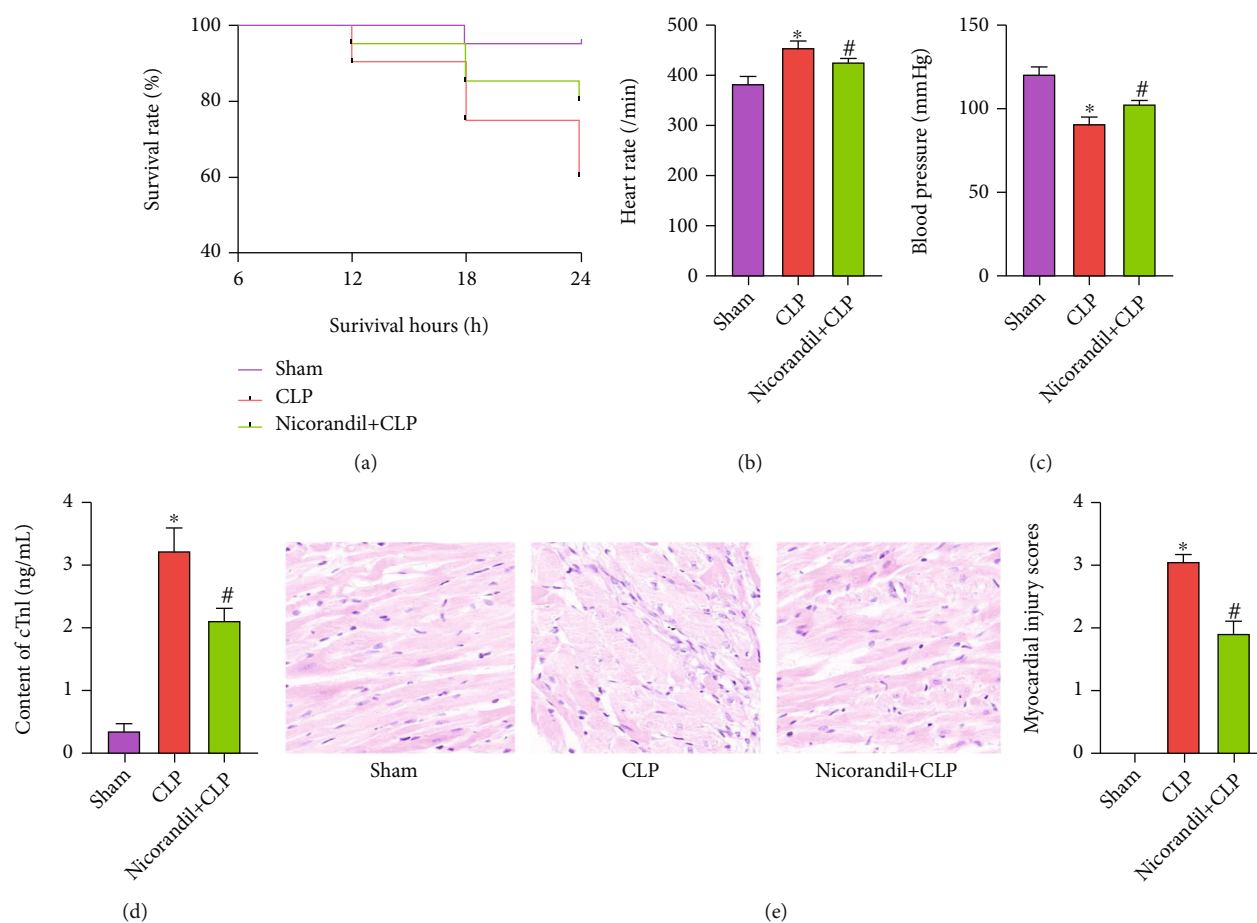 Survival rate (%)
100
80
60
40
6
12
18
24
Surivival hours (h)
Sham
CLP
Nicorandil+CLP
(a)
Heart rate (/min)
500
400
300
200
100
0
*
#
Sham
CLP
Nicorandil+CLP
(b)
Blood pressure (mmHg)
150
100
50
0
*
#
Sham
CLP
Nicorandil+CLP
(c)
Content of cTnl (ng/mL)
4
3
2
1
0
*
#
Sham
CLP
Nicorandil+CLP
(d)
Sham
CLP
Nicorandil+CLP
Myocardial injury scores
4
3
2
1
0
*
#
Sham
CLP
Nicorandil+CLP
(e)